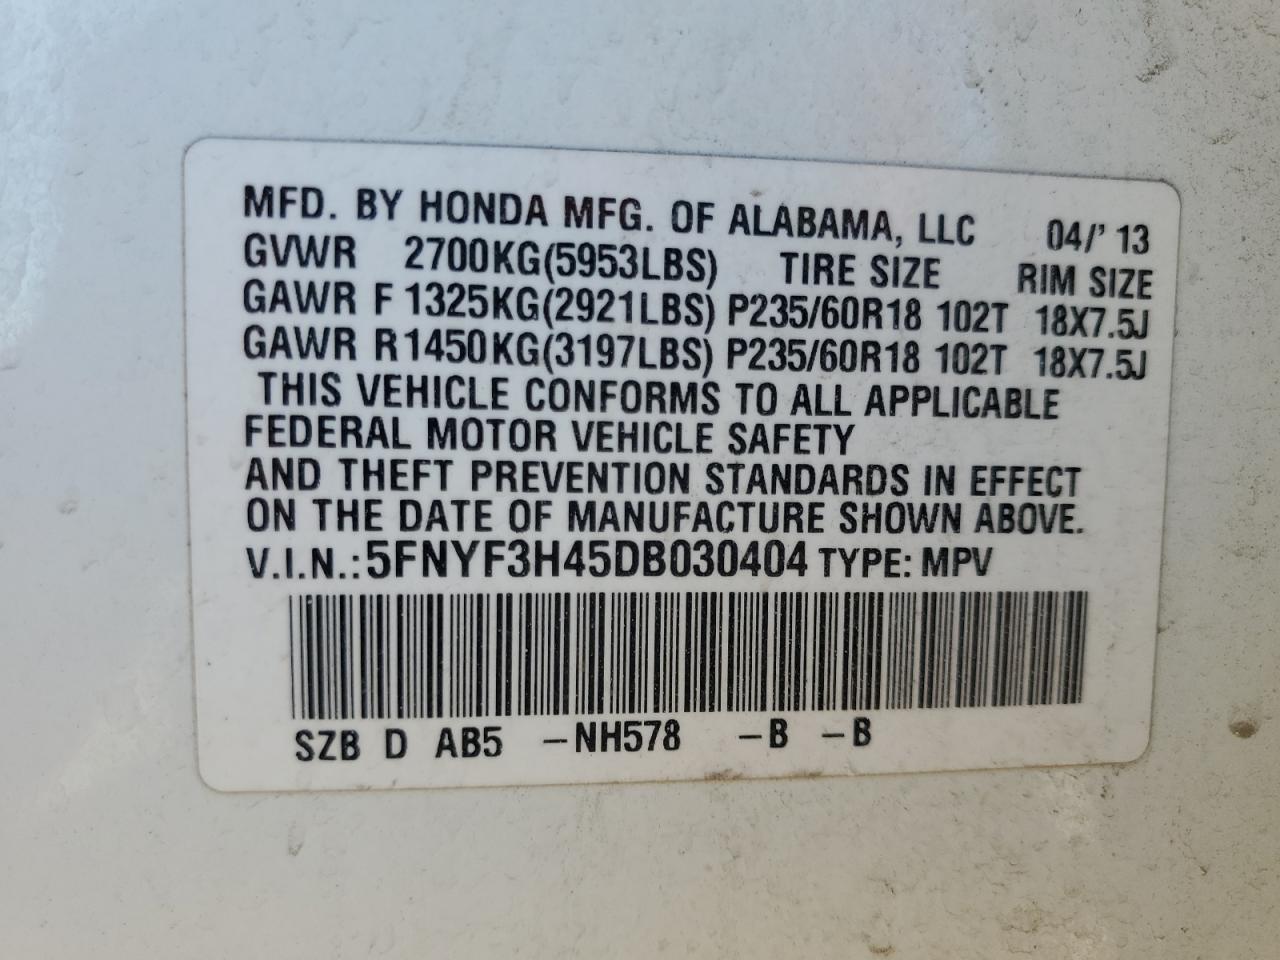 MFD. BY HONDA MFG. OF ALABAMA, LLC 04/' 13
GVWR 2700KG(5953LBS) TIRE SIZE RIM SIZE
GAWR F 1325KG(2921LBS) P235/60R18 102T 18X7.5J
GAWR R 1450KG(3197LBS) P235/60R18 102T 18X7.5J
THIS VEHICLE CONFORMS TO ALL APPLICABLE
FEDERAL MOTOR VEHICLE SAFETY
AND THEFT PREVENTION STANDARDS IN EFFECT
ON THE DATE OF MANUFACTURE SHOWN ABOVE.
V.I.N.: 5FNYF3H45DB030404 TYPE: MPV
SZB D AB5 –NH578 –B –B